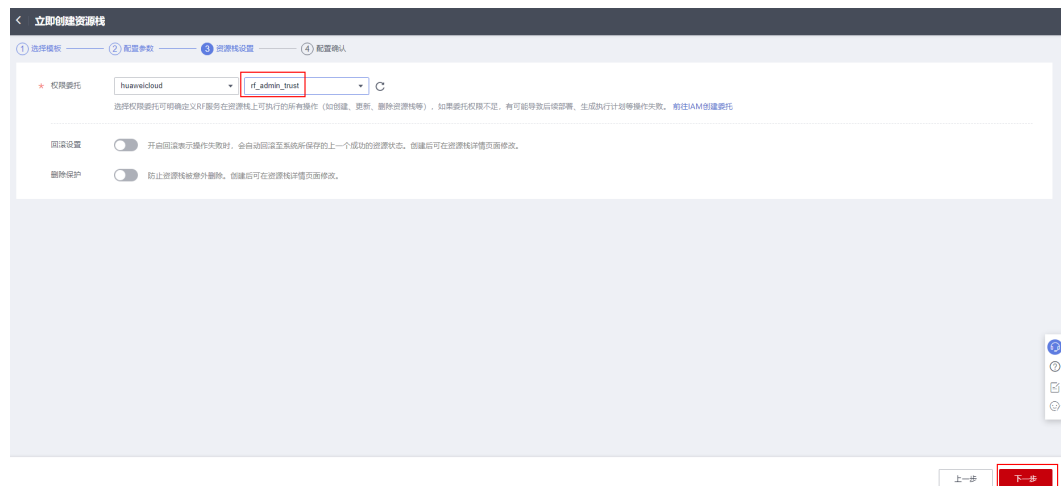 立即创建资源栈
1 选择模板 2 配置参数 3 资源栈设置 4 配置确认
* 权限委托 huaweicloud rf_admin_trust
选择权限委托可明确定义RF服务在资源栈上可执行的所有操作（如创建、更新、删除资源栈等），如果委托权限不足，有可能导致后续部署、生成执行计划等操作失败。 前往IAM创建委托
回滚设置 开启回滚表示操作失败时，会自动回滚至系统所保存的上一个成功的资源状态。创建后可在资源栈详情页面修改。
删除保护 防止资源栈被意外删除。创建后可在资源栈详情页面修改。
上一步 下一步